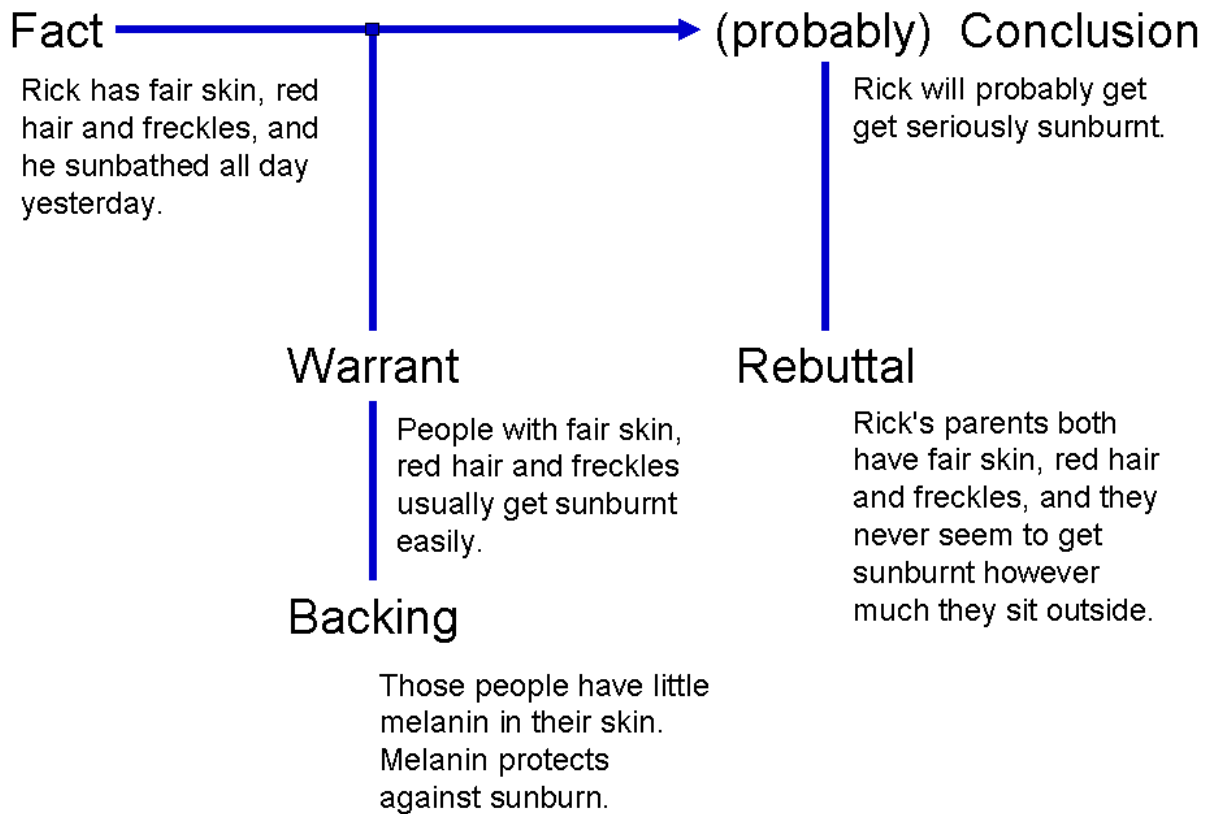 Fact (probably) Conclusion
Rick has fair skin, red
hair and freckles, and
he sunbathed all day
yesterday.
Rick will probably get
get seriously sunburnt.
Warrant
People with fair skin,
red hair and freckles
usually get sunburnt
easily.
Rebuttal
Rick's parents both
have fair skin, red hair
and freckles, and they
never seem to get
sunburnt however
much they sit outside.
Backing
Those people have little
melanin in their skin.
Melanin protects
against sunburn.